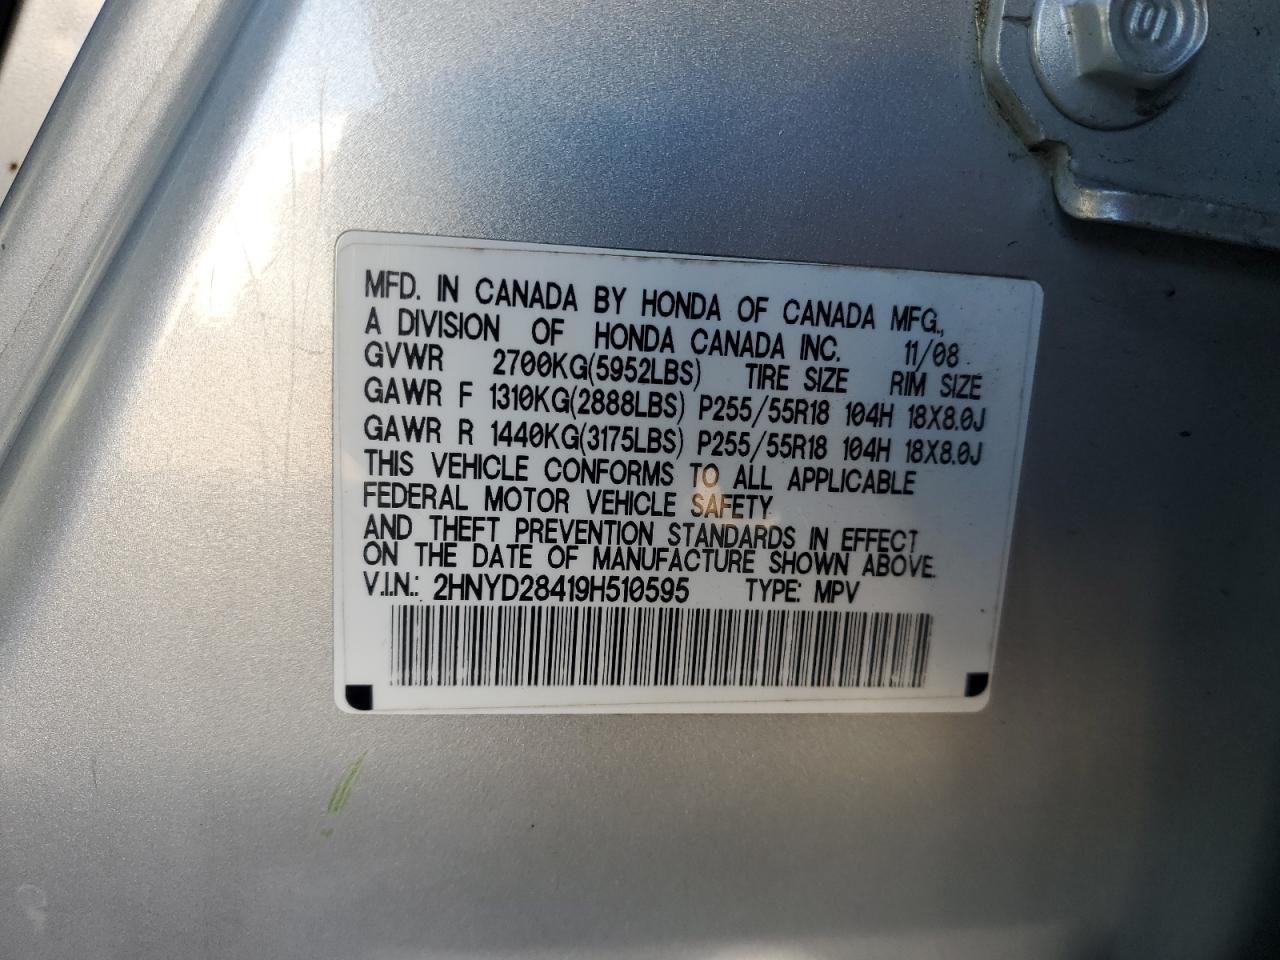 MFD. IN CANADA BY HONDA OF CANADA MFG.,
A DIVISION OF HONDA CANADA INC. 11/08
GVWR 2700KG(5952LBS) TIRE SIZE RIM SIZE
GAWR F 1310KG(2888LBS) P255/55R18 104H 18X8.0J
GAWR R 1440KG(3175LBS) P255/55R18 104H 18X8.0J
THIS VEHICLE CONFORMS TO ALL APPLICABLE
FEDERAL MOTOR VEHICLE SAFETY
AND THEFT PREVENTION STANDARDS IN EFFECT
ON THE DATE OF MANUFACTURE SHOWN ABOVE.
V.I.N.: 2HNYD28419H510595 TYPE: MPV